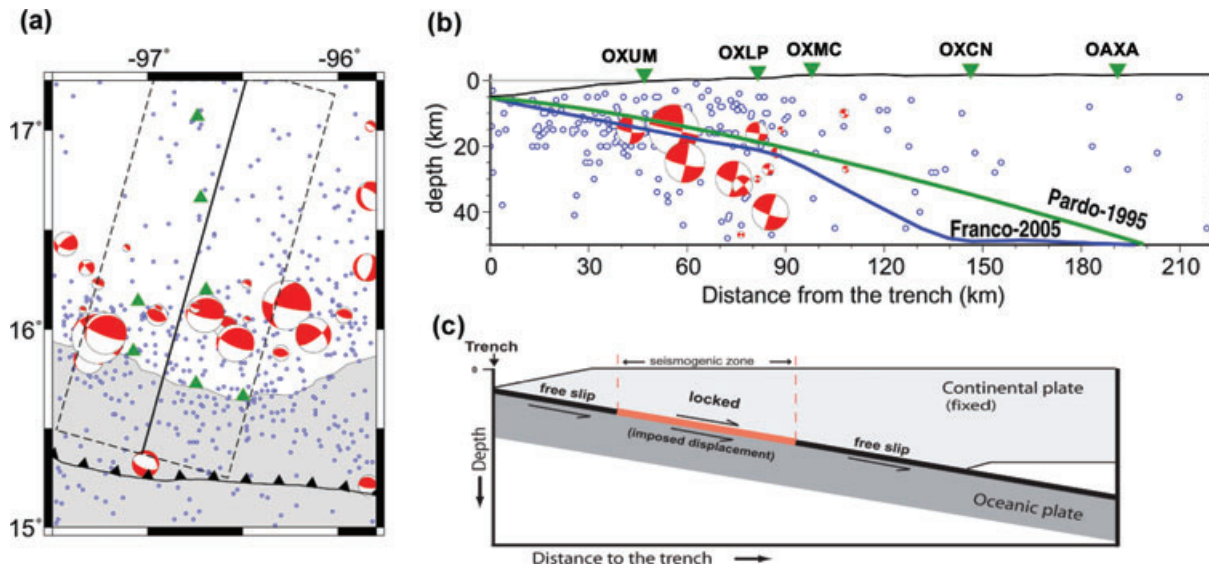 (a)
-97° -96°
17°
16°
15°
(b)
OXUM OXLP OXMC OXCN OAXA
0
20
40
depth (km)
Pardo-1995
Franco-2005
0 30 60 90 120 150 180 210
Distance from the trench (km)
(c)
Trench
0
seismogenic zone
free slip
locked
(imposed displacement)
free slip
Continental plate
(fixed)
Oceanic plate
Depth
Distance to the trench